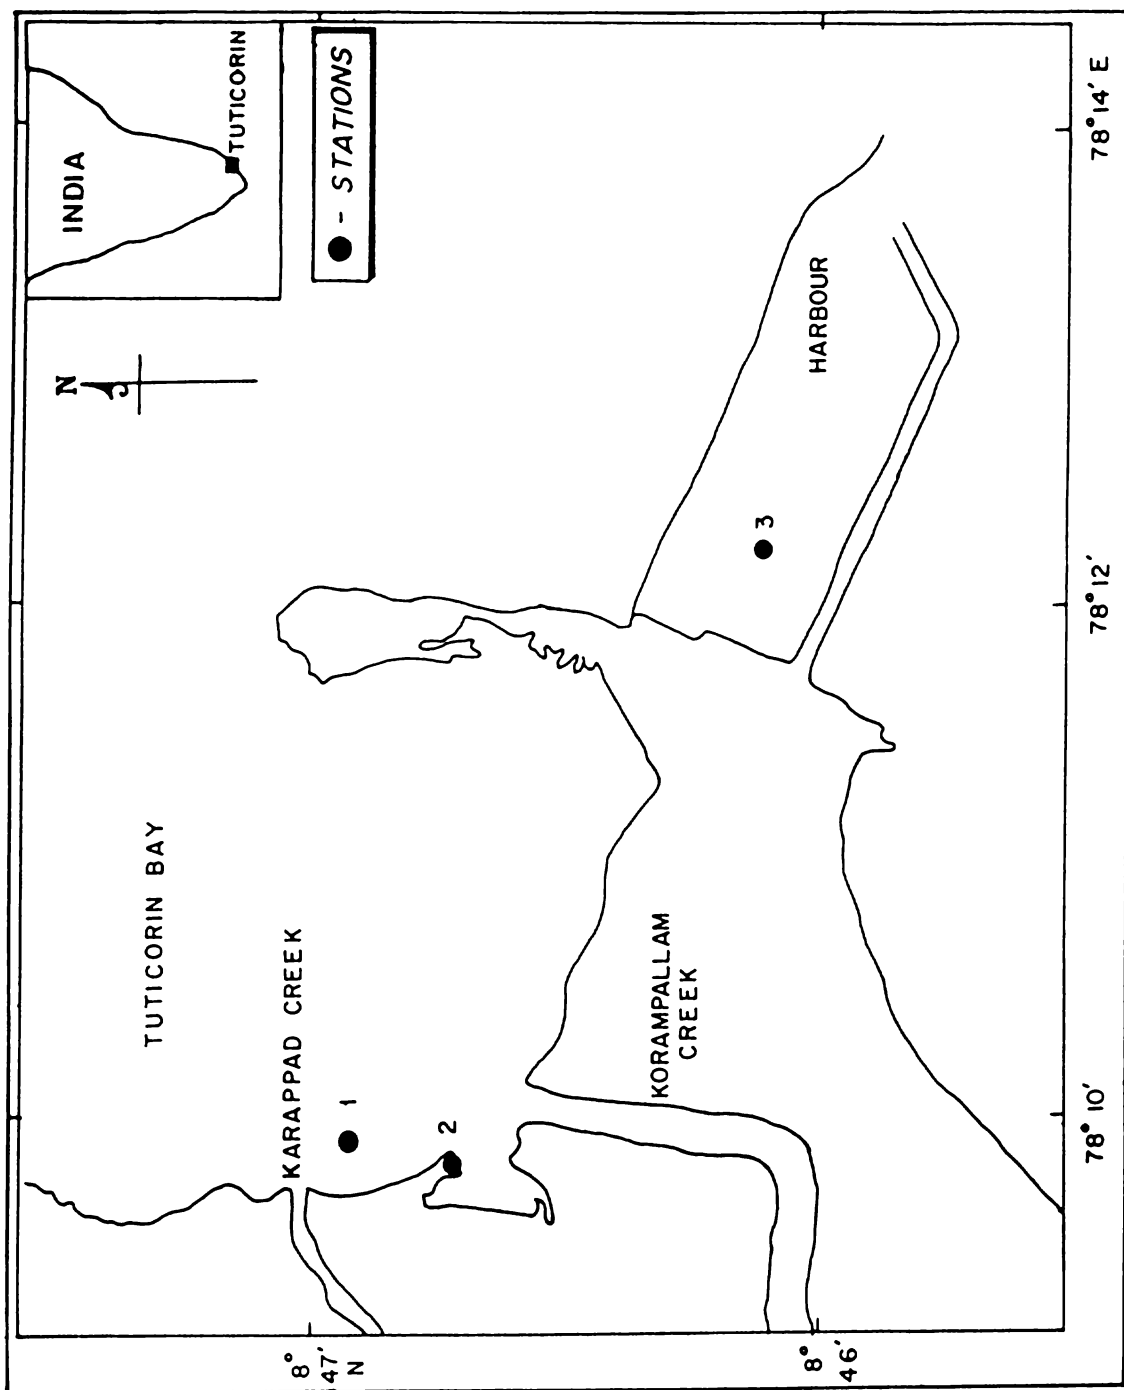 INDIA
TUTICORIN
● - STATIONS
N
TUTICORIN BAY
KARAPPAD CREEK
1
2
KORAMPALLAM
CREEK
3
HARBOUR
8°
47'
N
8°
46'
78° 10'
78° 12'
78° 14' E